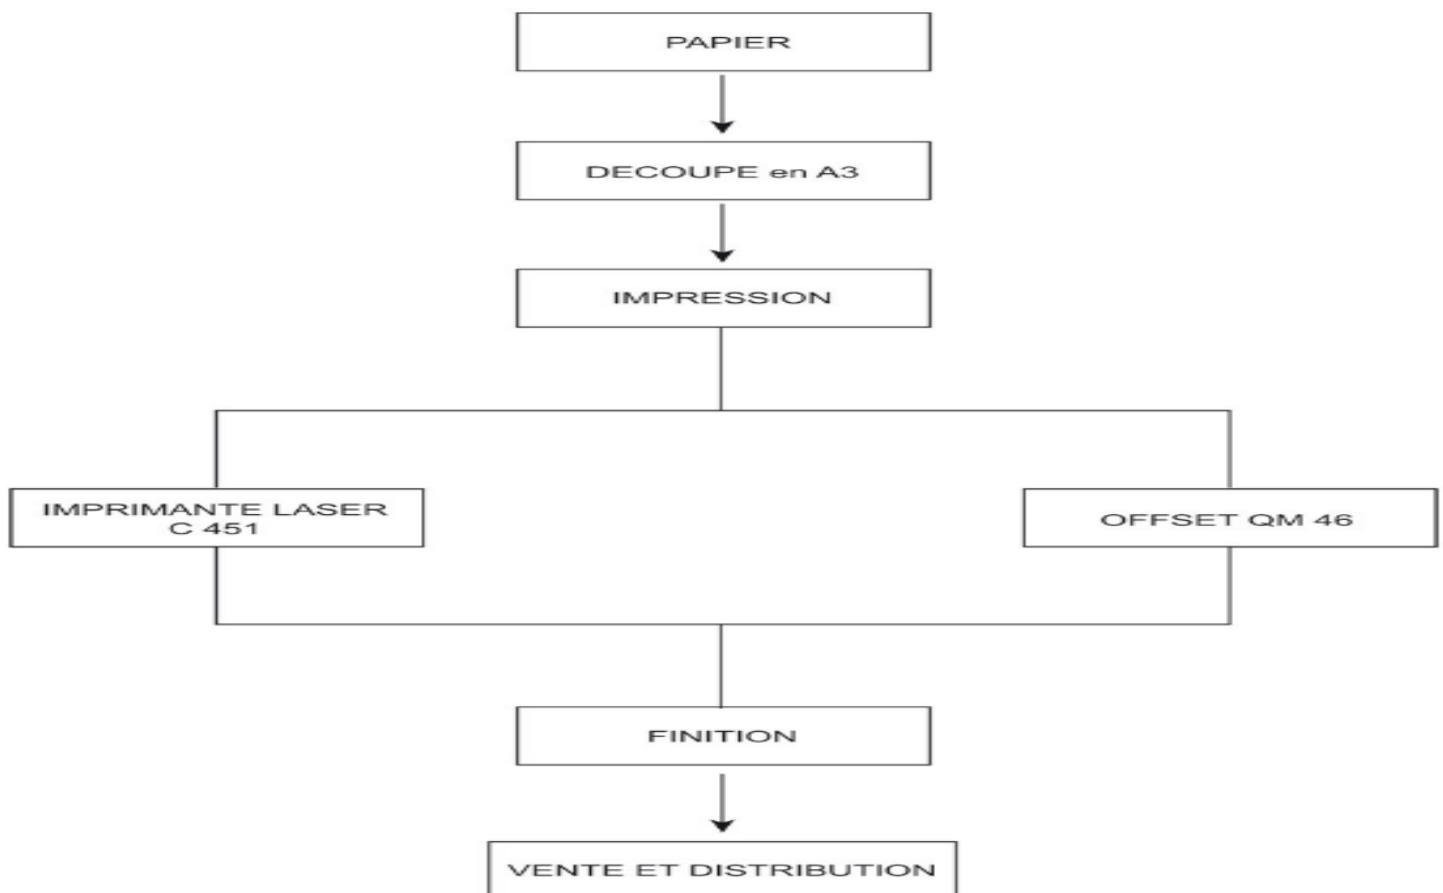 PAPIER
DECOUPE en A3
IMPRESSION
IMPRIMANTE LASER
C 451
OFFSET QM 46
FINITION
VENTE ET DISTRIBUTION